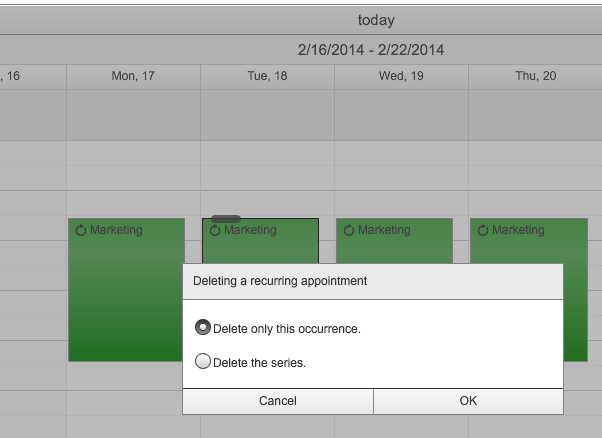 today
2/16/2014 - 2/22/2014
, 16 Mon, 17 Tue, 18 Wed, 19 Thu, 20
Marketing Marketing Marketing Marketing
Deleting a recurring appointment
Delete only this occurrence.
Delete the series.
Cancel OK